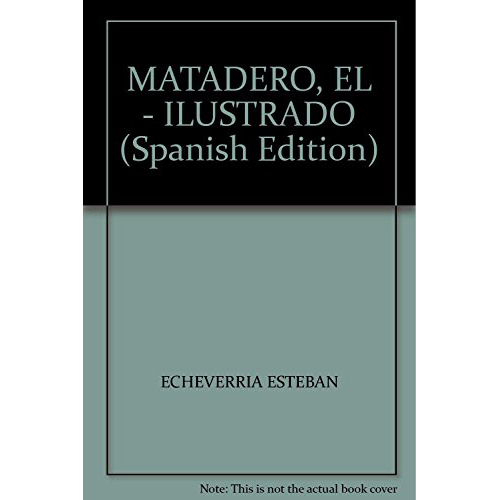 MATADERO, EL
- ILUSTRADO
(Spanish Edition)
ECHEVERRIA ESTEBAN
Note: This is not the actual book cover